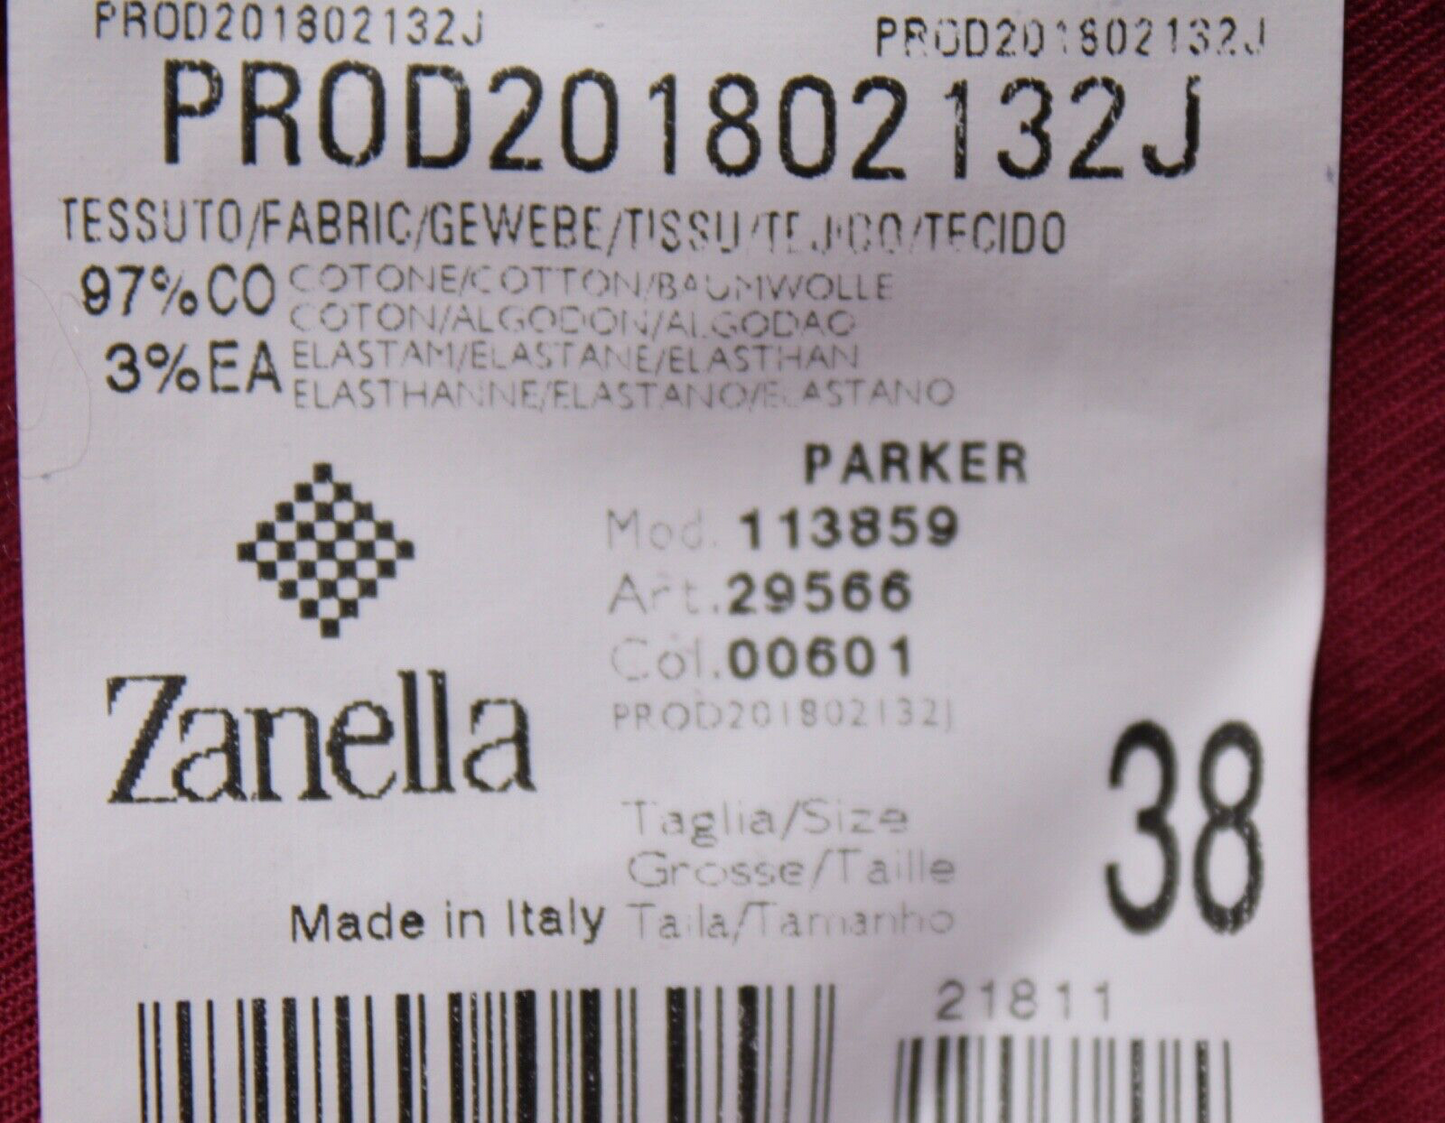 PROD201802132J
PROD201802132J
PROD201802132J
TESSUTO/FABRIC/GEWEBE/TISSU/TEJIDO/TECIDO
97%CO COTONE/COTTON/BAUMWOLLE
COTON/ALGODON/ALGODAO
3%EA ELASTAM/ELASTANE/ELASTHAN
ELASTHANNE/ELASTANO/ELASTANO
PARKER
Mod. 113859
Art. 29566
Col. 00601
PROD201802132J
Zanella
Taglia/Size
Grosse/Taille
Talla/Tamanho
38
Made in Italy
21811